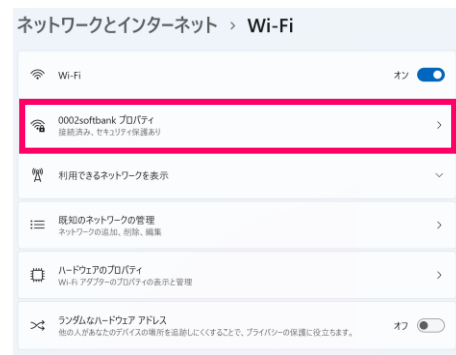 ネットワークとインターネット › Wi-Fi
Wi-Fi
オン
0002softbank プロパティ
接続済み、セキュリティ保護あり
利用できるネットワークを表示
既知のネットワークの管理
ネットワークの追加、削除、編集
ハードウェアのプロパティ
Wi-Fi アダプターのプロパティの表示と管理
ランダムなハードウェア アドレス
オフ
他の人があなたのデバイスの場所を追跡しにくくすることで、プライバシーの保護に役立ちます。